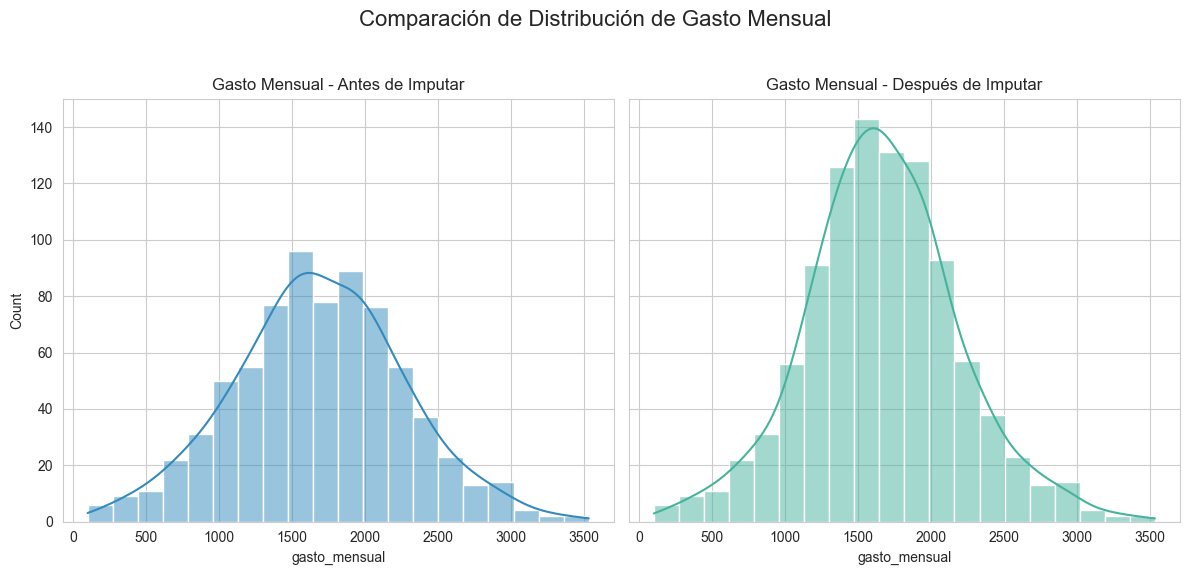 Comparación de Distribución de Gasto Mensual
Gasto Mensual - Antes de Imputar
Gasto Mensual - Después de Imputar
140
120
100
80
60
40
20
0
Count
0 500 1000 1500 2000 2500 3000 3500
gasto_mensual
0 500 1000 1500 2000 2500 3000 3500
gasto_mensual